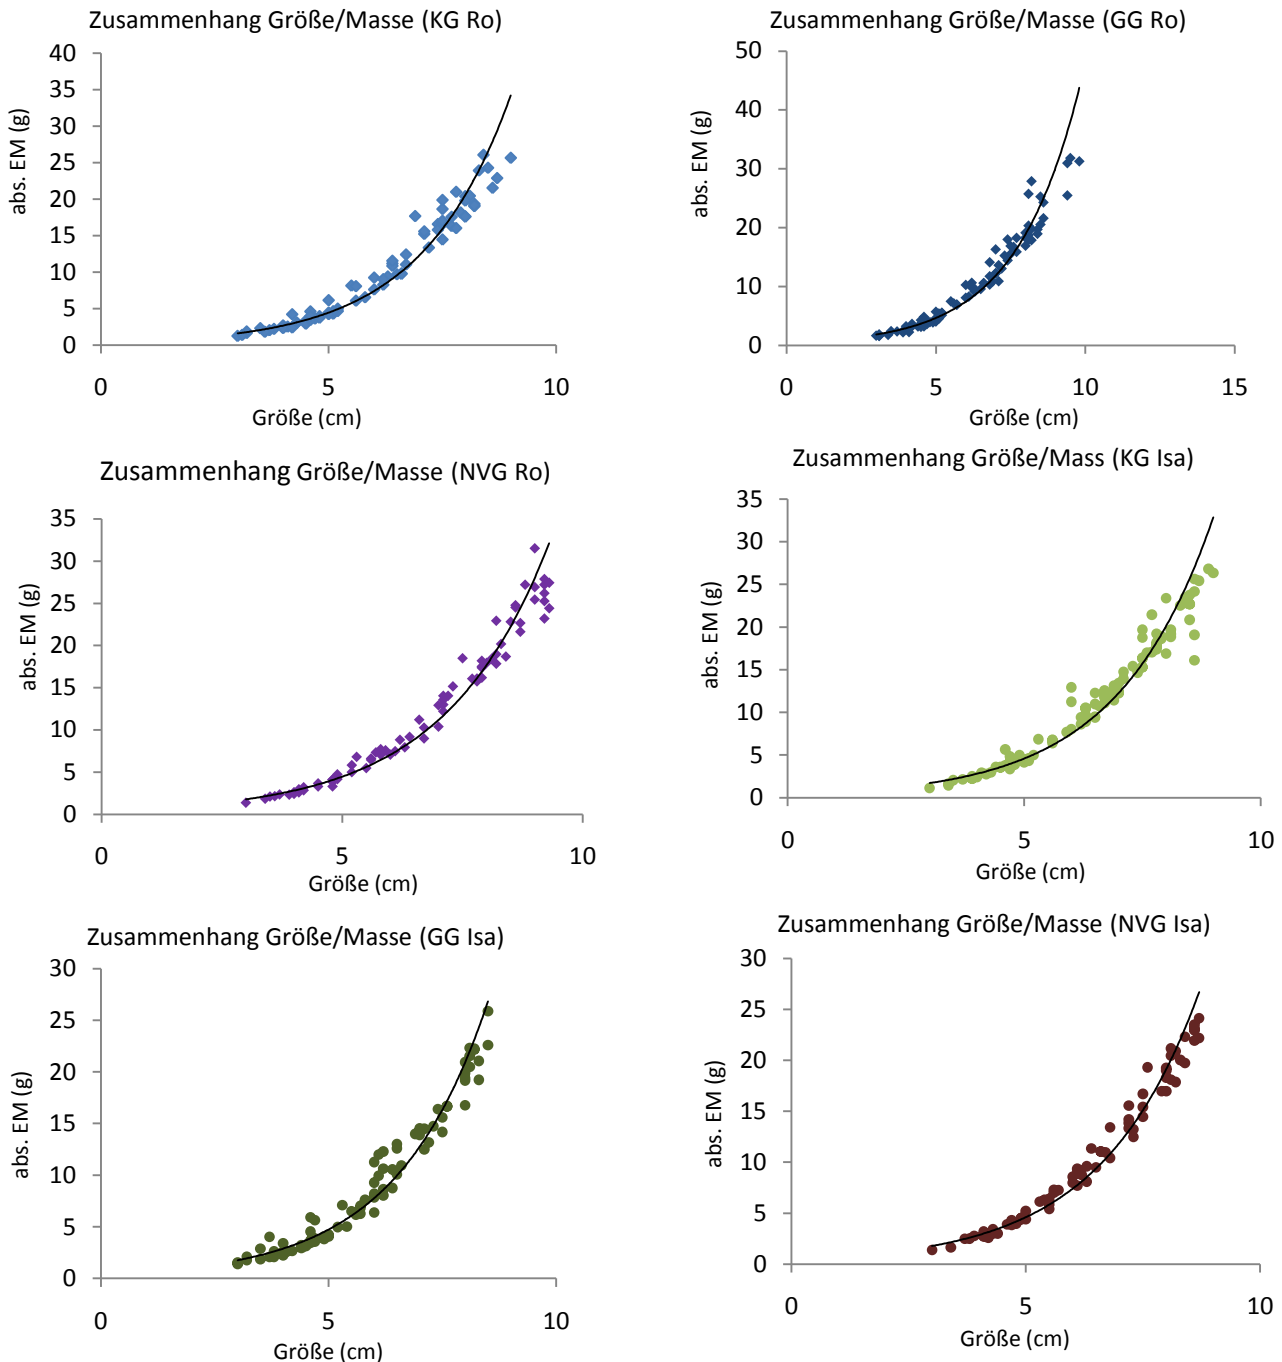 Zusammenhang Größe/Masse (KG Ro)
40
35
30
25
20
15
10
5
0
abs. EM (g)
0 5 10
Größe (cm)
Zusammenhang Größe/Masse (GG Ro)
50
40
30
20
10
0
abs. EM (g)
0 5 10 15
Größe (cm)
Zusammenhang Größe/Masse (NVG Ro)
35
30
25
20
15
10
5
0
abs. EM (g)
0 5 10
Größe (cm)
Zusammenhang Größe/Mass (KG Isa)
35
30
25
20
15
10
5
0
abs. EM (g)
0 5 10
Größe (cm)
Zusammenhang Größe/Masse (GG Isa)
30
25
20
15
10
5
0
abs. EM (g)
0 5 10
Größe (cm)
Zusammenhang Größe/Masse (NVG Isa)
30
25
20
15
10
5
0
abs. EM (g)
0 5 10
Größe (cm)